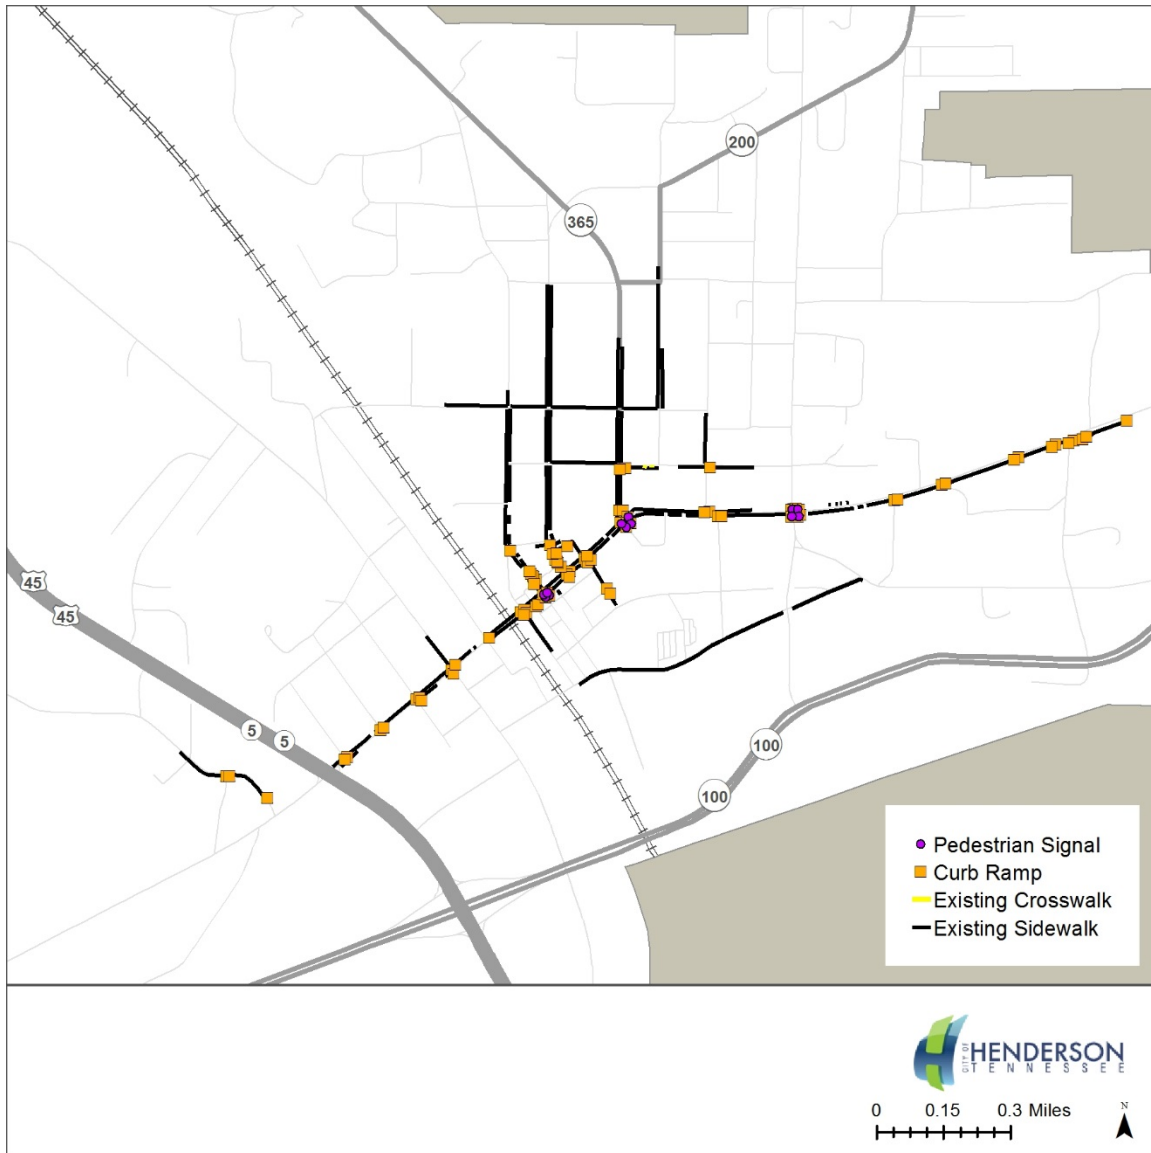 200
365
45
45
5
5
100
100
Pedestrian Signal
Curb Ramp
Existing Crosswalk
Existing Sidewalk
CITY OF
HENDERSON
TENNESSEE
0 0.15 0.3 Miles
N